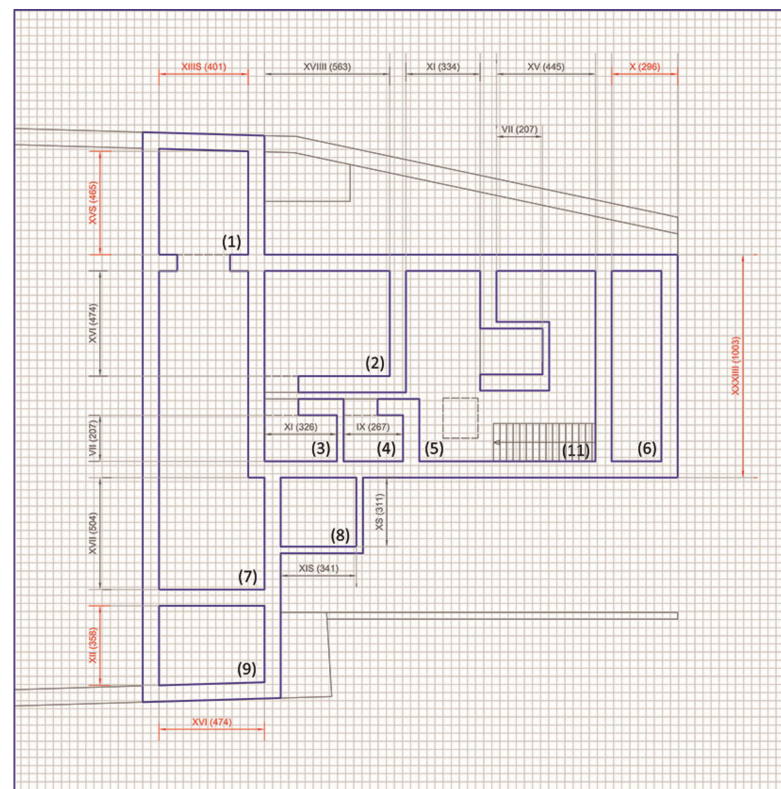 XIIIS (401)
XVIIII (563)
XI (334)
XV (445)
X (296)
VII (207)
XVS (465)
(1)
XVI (474)
(2)
XXXIIII (1003)
VII (207)
XI (326)
(3)
IX (267)
(4)
(5)
(11)
(6)
XVII (504)
XS (311)
(8)
XIS (341)
(7)
XII (358)
(9)
XVI (474)